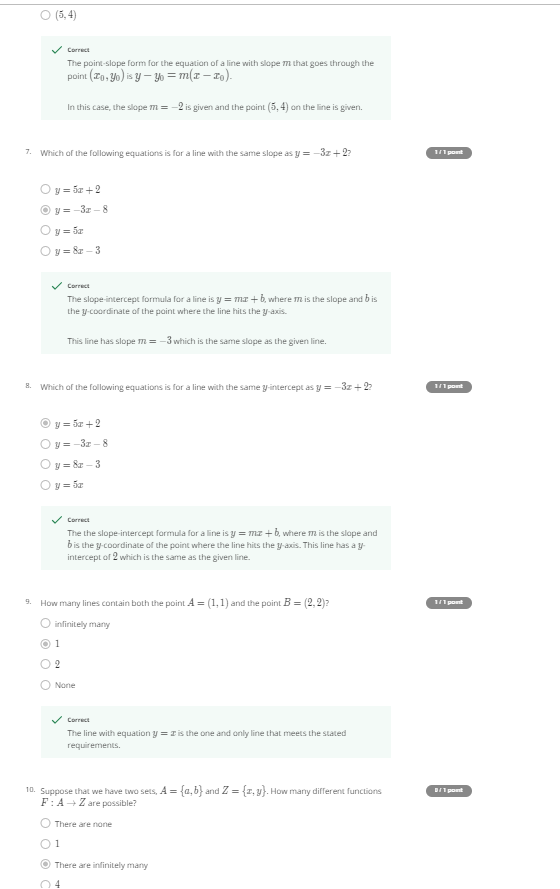 (5, 4)
Correct
The point-slope form for the equation of a line with slope m that goes through the
point (x₀, y₀) is y − y₀ = m(x − x₀).
In this case, the slope m = −2 is given and the point (5, 4) on the line is given.
7. Which of the following equations is for a line with the same slope as y = −3x + 2?
1 / 1 point
y = 5x + 2
y = −3x − 8
y = 5x
y = 8x − 3
Correct
The slope-intercept formula for a line is y = mx + b, where m is the slope and b is
the y-coordinate of the point where the line hits the y-axis.
This line has slope m = −3 which is the same slope as the given line.
8. Which of the following equations is for a line with the same y-intercept as y = −3x + 2?
1 / 1 point
y = 5x + 2
y = −3x − 8
y = 8x − 3
y = 5x
Correct
The the slope-intercept formula for a line is y = mx + b, where m is the slope and
b is the y-coordinate of the point where the line hits the y-axis. This line has a y-
intercept of 2 which is the same as the given line.
9. How many lines contain both the point A = (1, 1) and the point B = (2, 2)?
1 / 1 point
infinitely many
1
2
None
Correct
The line with equation y = x is the one and only line that meets the stated
requirements.
10. Suppose that we have two sets, A = {a, b} and Z = {x, y}. How many different functions
F : A → Z are possible?
0 / 1 point
There are none
1
There are infinitely many
4